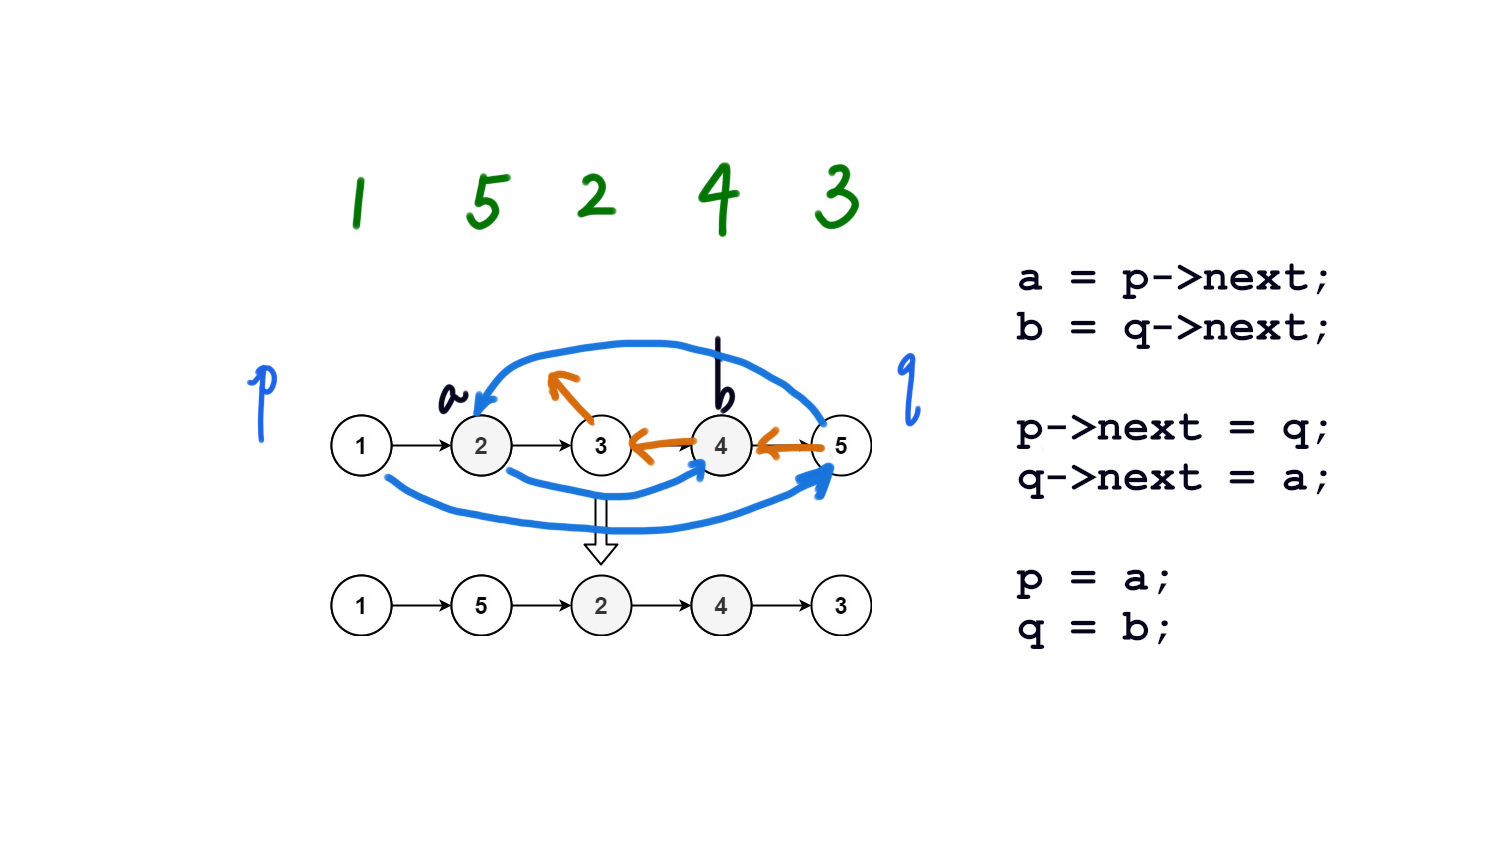 1 5 2 4 3
a = p->next;
b = q->next;
p a b q
p->next = q;
1 2 3 4 5
q->next = a;
p = a;
1 5 2 4 3
q = b;